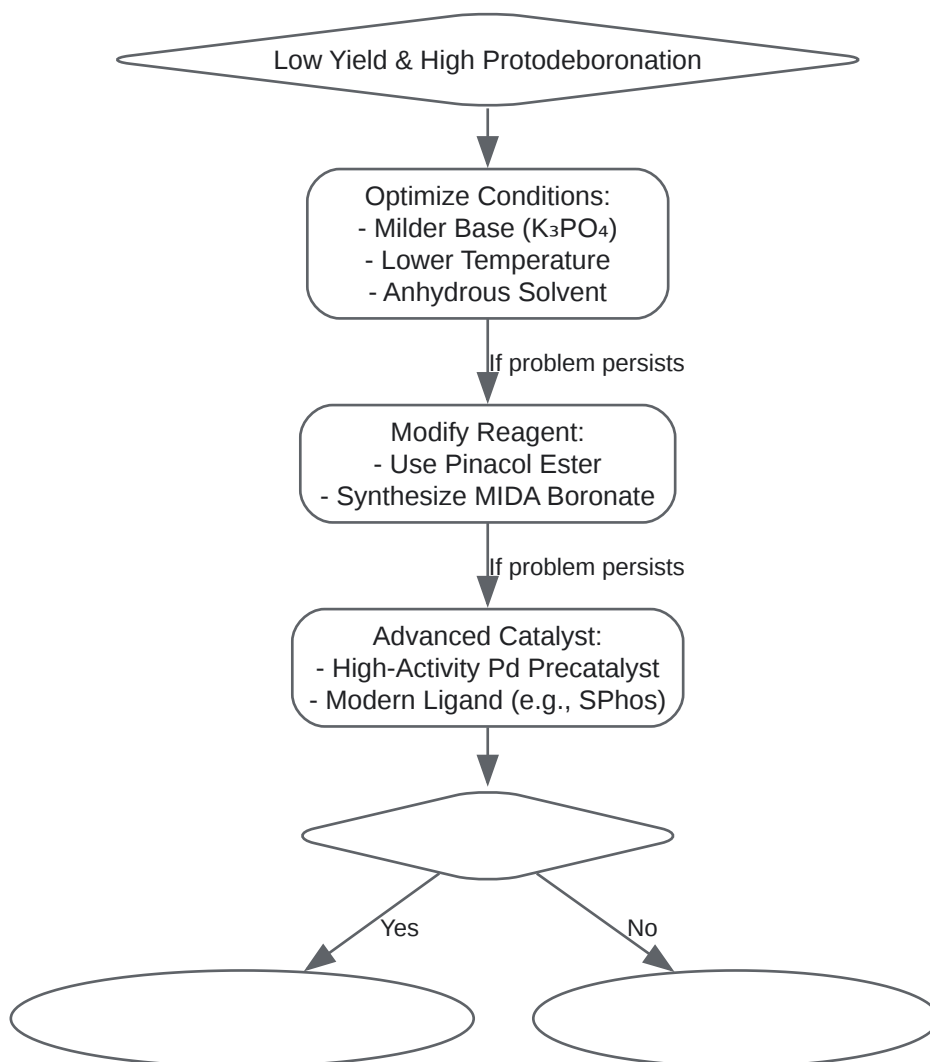 Low Yield & High Protodeboronation
Optimize Conditions:
- Milder Base (K₃PO₄)
- Lower Temperature
- Anhydrous Solvent
If problem persists
Modify Reagent:
- Use Pinacol Ester
- Synthesize MIDA Boronate
If problem persists
Advanced Catalyst:
- High-Activity Pd Precatalyst
- Modern Ligand (e.g., SPhos)
Yes
No